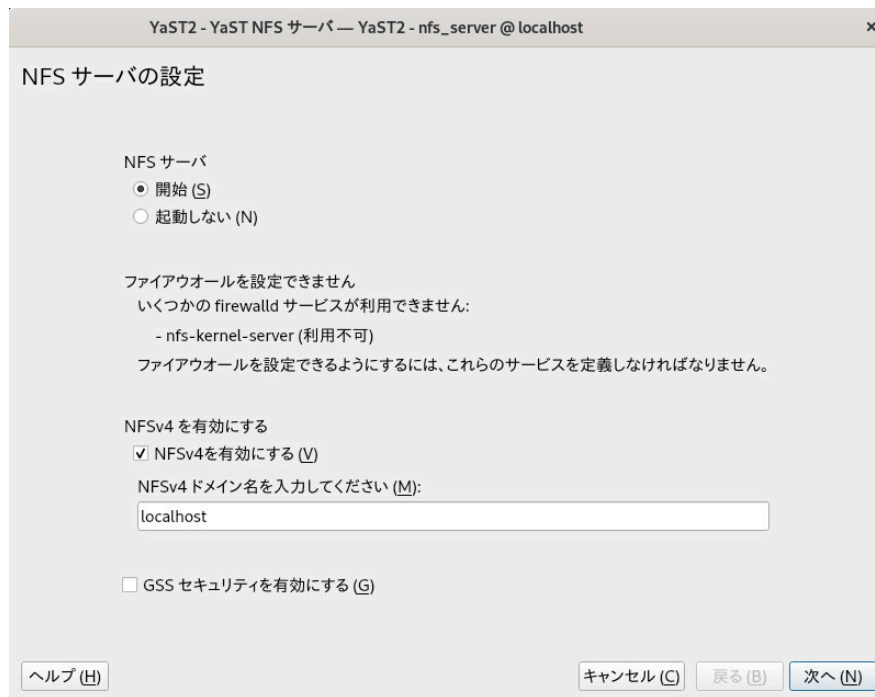 YaST2 - YaST NFS サーバ — YaST2 - nfs_server @ localhost
NFS サーバの設定
NFS サーバ
開始 (S)
起動しない (N)
ファイアウオールを設定できません
いくつかの firewalld サービスが利用できません:
- nfs-kernel-server (利用不可)
ファイアウオールを設定できるようにするには、これらのサービスを定義しなければなりません。
NFSv4 を有効にする
NFSv4を有効にする (V)
NFSv4 ドメイン名を入力してください (M):
localhost
GSS セキュリティを有効にする (G)
ヘルプ (H) キャンセル (C) 戻る (B) 次へ (N)